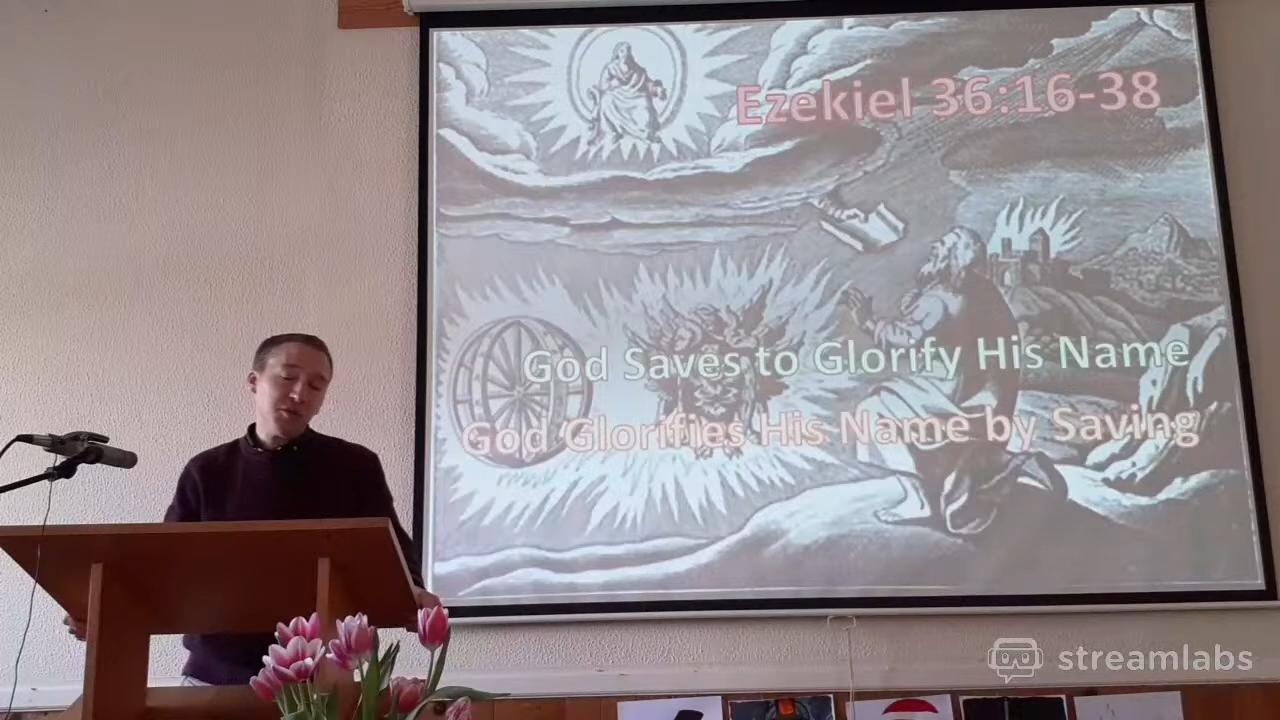 Ezekiel 36:16-38
God Saves to Glorify His Name
God Glorifies His Name by Saving
streamlabs